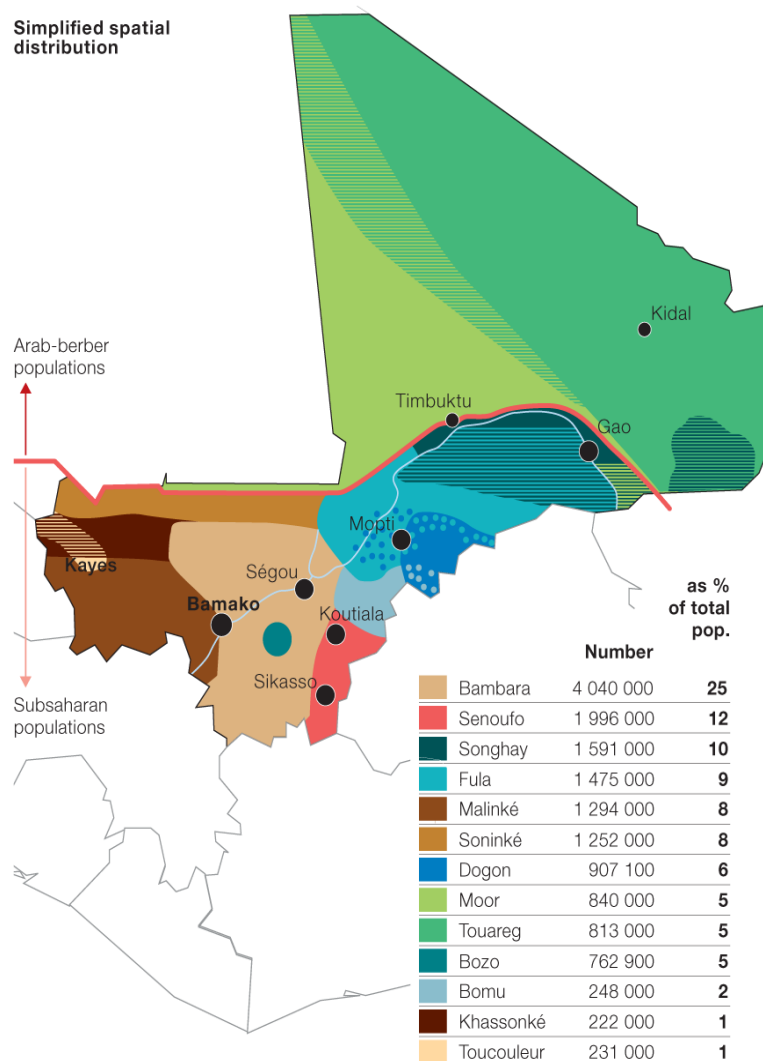 Simplified spatial
distribution
Kidal
Arab-berber
populations
Timbuktu
Gao
Mopti
Kayes
Ségou
Bamako
Koutiala
Sikasso
Subsaharan
populations
as %
of total
pop.
Number
Bambara 4 040 000 25
Senoufo 1 996 000 12
Songhay 1 591 000 10
Fula 1 475 000 9
Malinké 1 294 000 8
Soninké 1 252 000 8
Dogon 907 100 6
Moor 840 000 5
Touareg 813 000 5
Bozo 762 900 5
Bomu 248 000 2
Khassonké 222 000 1
Toucouleur 231 000 1